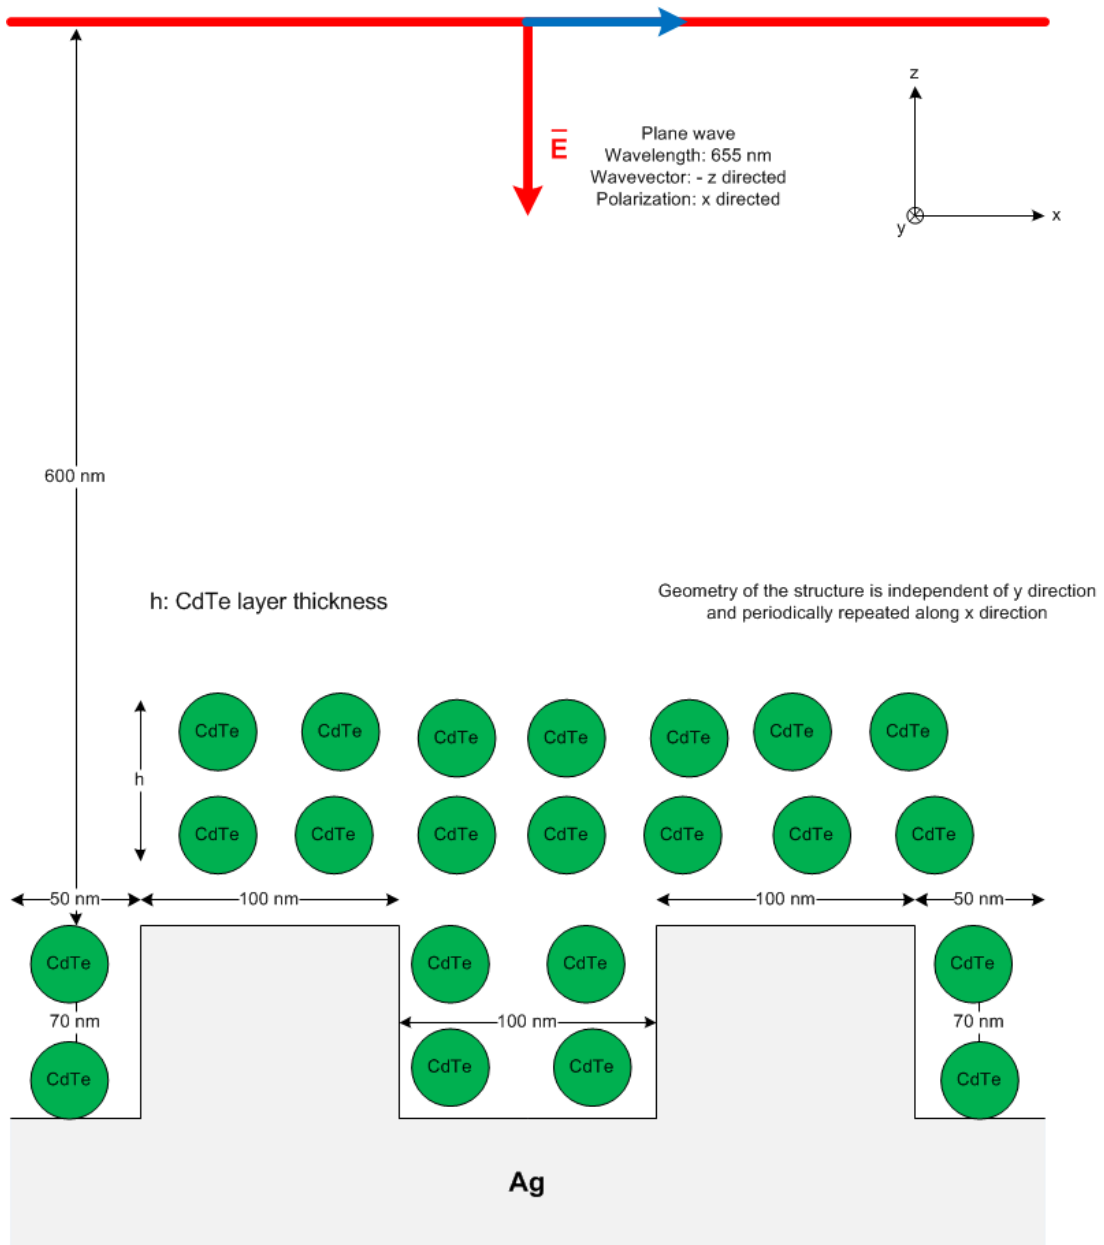 z
E
Plane wave
Wavelength: 655 nm
Wavevector: - z directed
Polarization: x directed
x
y
600 nm
h: CdTe layer thickness
Geometry of the structure is independent of y direction
and periodically repeated along x direction
CdTe CdTe CdTe CdTe CdTe CdTe CdTe
h
CdTe CdTe CdTe CdTe CdTe CdTe CdTe
50 nm 100 nm 100 nm 50 nm
CdTe CdTe CdTe CdTe
70 nm 100 nm 70 nm
CdTe CdTe CdTe CdTe
Ag